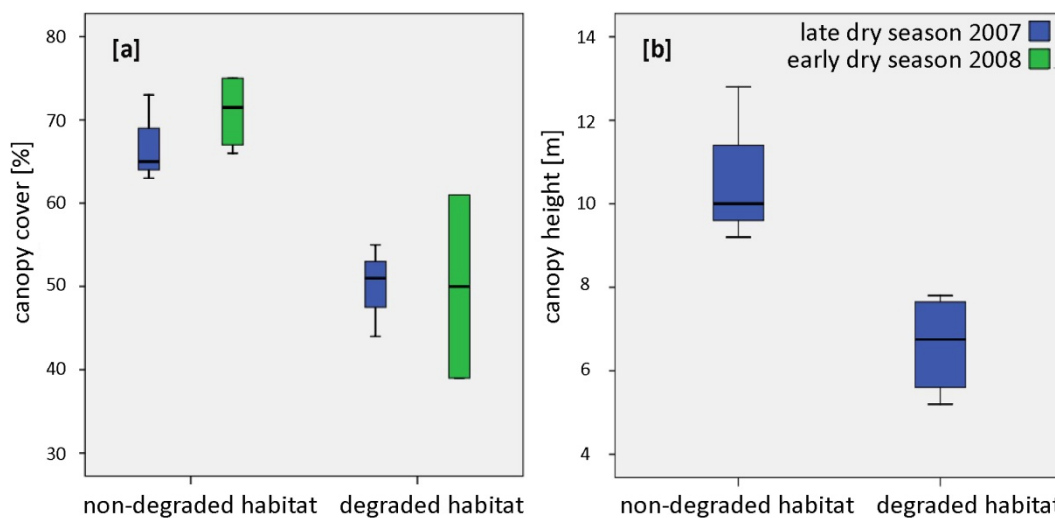 [a]
80
70
60
50
40
30
canopy cover [%]
non-degraded habitat
degraded habitat
[b]
late dry season 2007
early dry season 2008
14
12
10
8
6
4
canopy height [m]
non-degraded habitat
degraded habitat